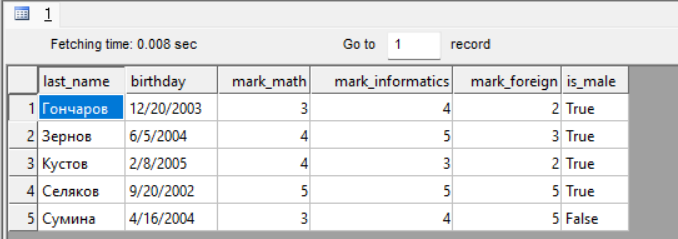 1
Fetching time: 0.008 sec Go to 1 record
last_name birthday mark_math mark_informatics mark_foreign is_male
1 Гончаров 12/20/2003 3 4 2 True
2 Зернов 6/5/2004 4 5 3 True
3 Кустов 2/8/2005 4 3 2 True
4 Селяков 9/20/2002 5 5 5 True
5 Сумина 4/16/2004 3 4 5 False